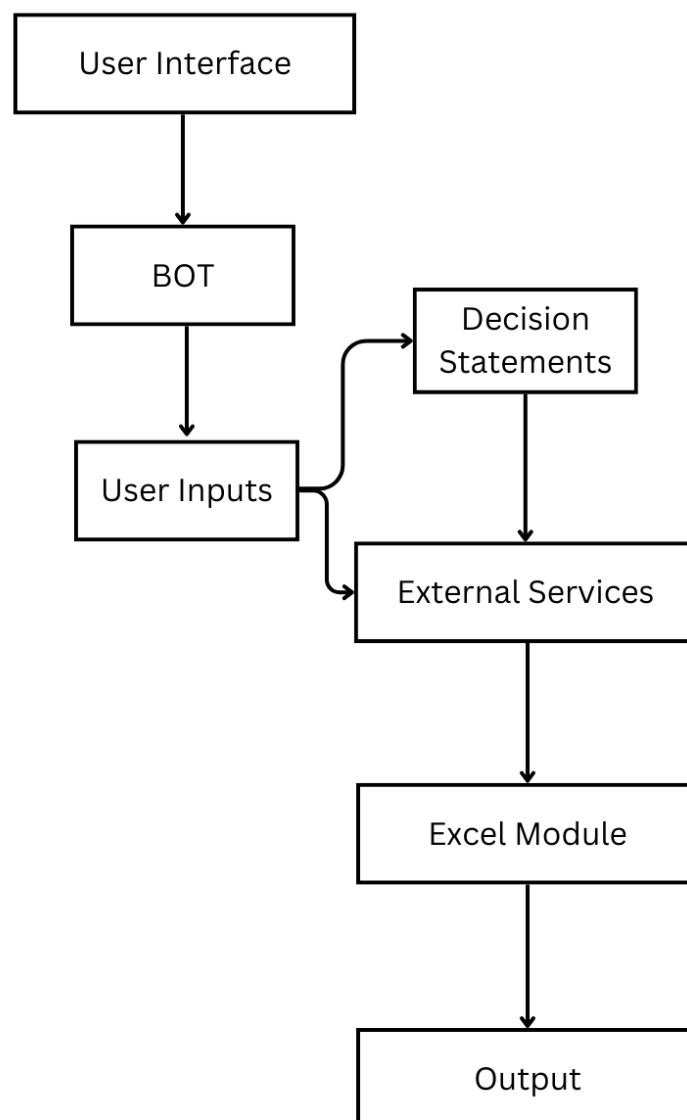 User Interface
BOT
Decision
Statements
User Inputs
External Services
Excel Module
Output